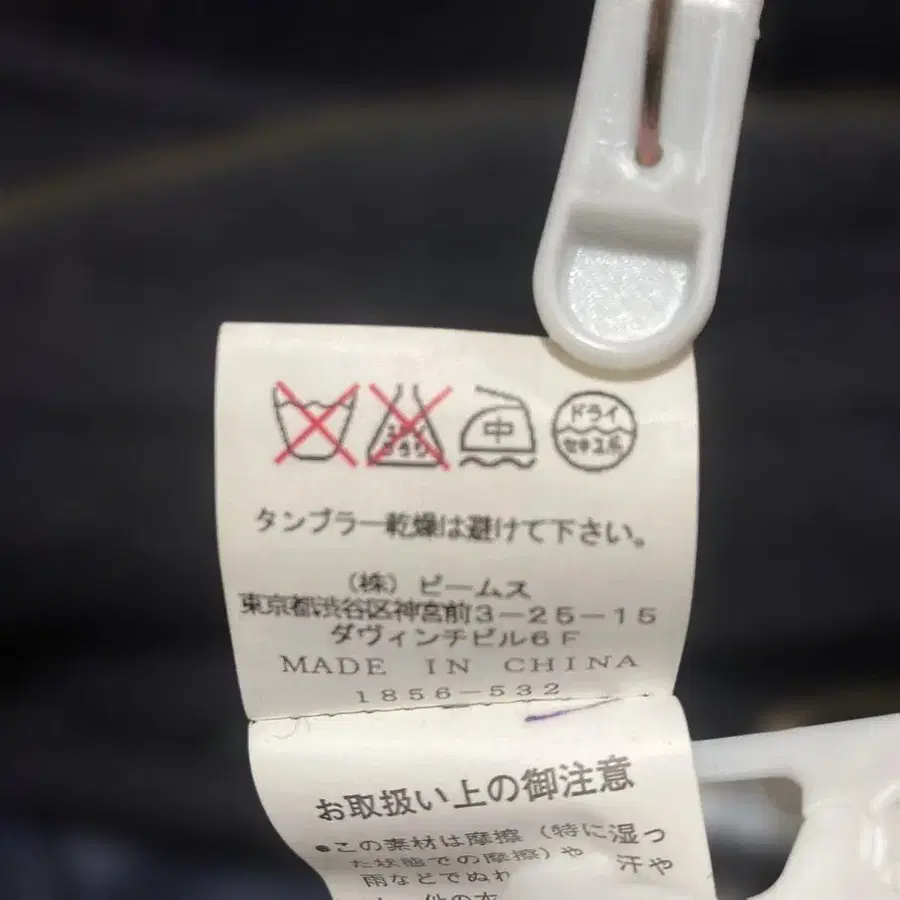 中
ドライ
セキユ系
タンブラー乾燥は避けて下さい。
(株) ビームス
東京都渋谷区神宮前3-25-15
ダヴィンチビル6F
MADE IN CHINA
1856-532
お取扱い上の御注意
●この素材は摩擦(特に湿っ
た状態での摩擦)や 汗や
雨などでぬれ